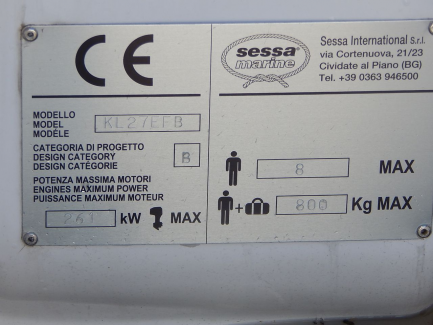 CE
MODELLO
MODEL
MODÈLE
KL27EFB
CATEGORIA DI PROGETTO
DESIGN CATEGORY
DESIGN CATÉGORIE
B
POTENZA MASSIMA MOTORI
ENGINES MAXIMUM POWER
PUISSANCE MAXIMUM MOTEUR
kW MAX
sessa
marine
Sessa International S.r.l.
via Cortenuova, 21/23
Cividate al Piano (BG)
Tel. +39 0363 946500
8 MAX
+ 800 Kg MAX